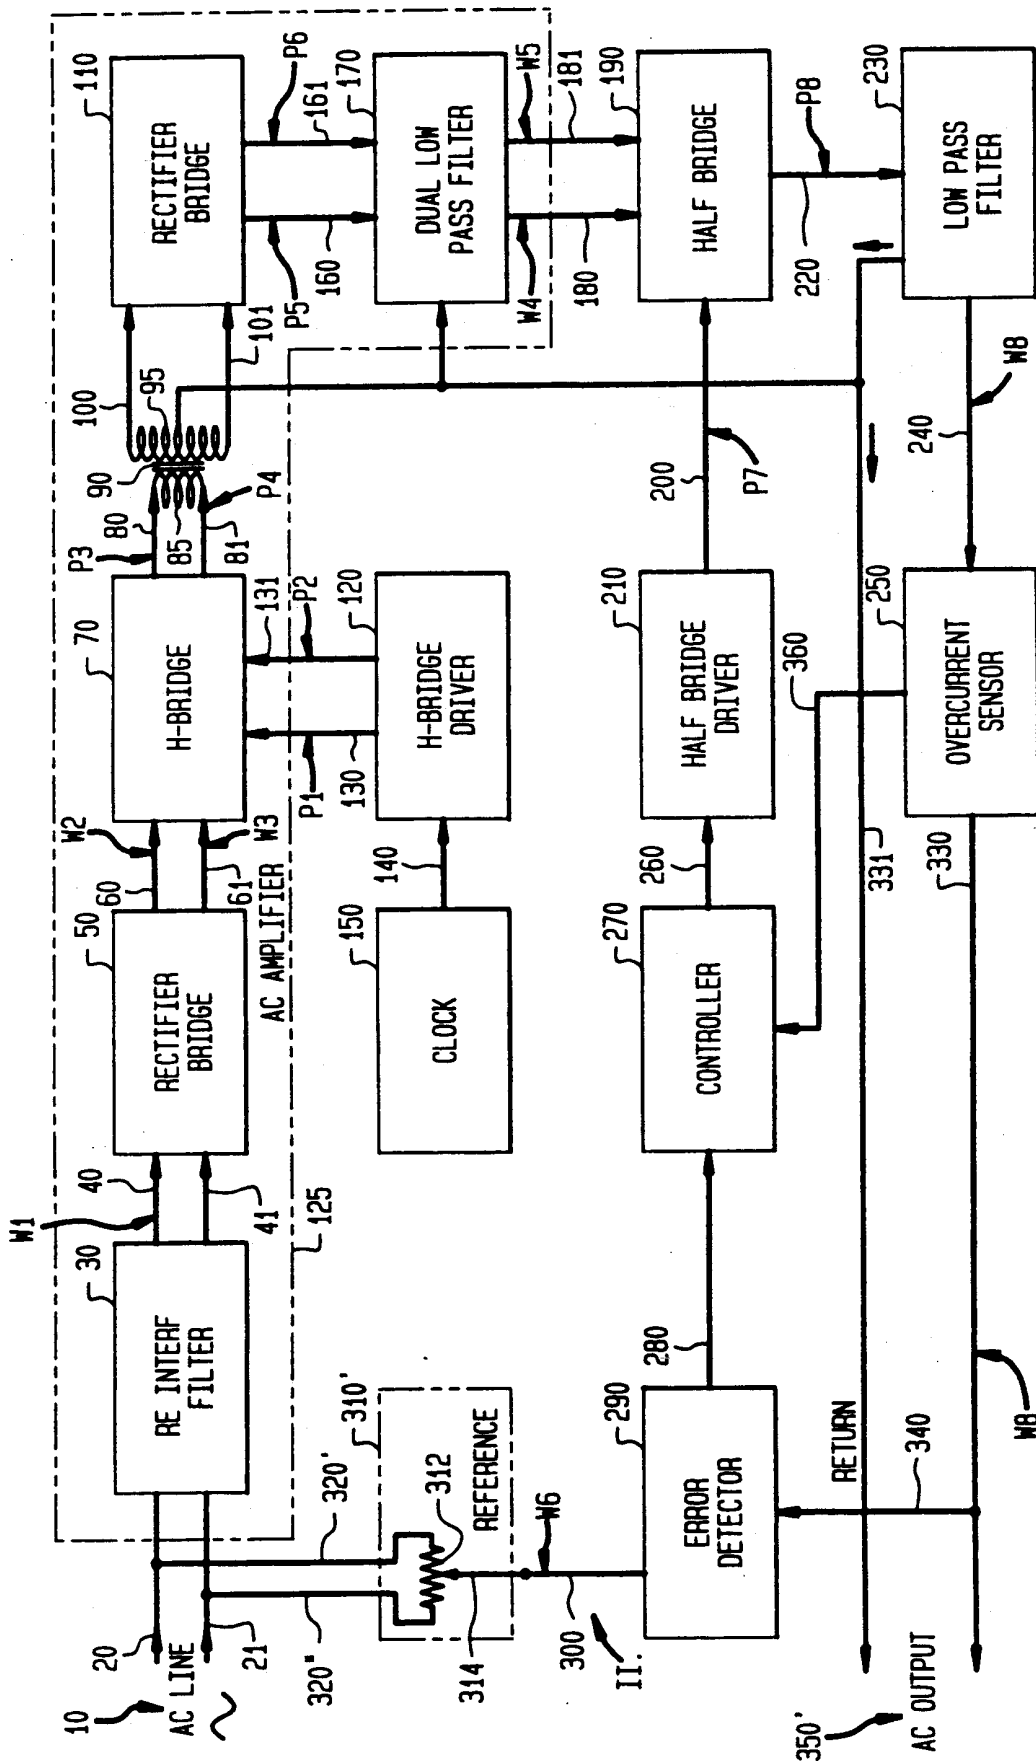 10
AC LINE
20
21
320'
320"
30
RE INTERF
FILTER
W1
40
41
125
50
RECTIFIER
BRIDGE
AC AMPLIFIER
W2
60
61
W3
70
H-BRIDGE
P3
80
85
81
P4
90
95
100
101
110
RECTIFIER
BRIDGE
P5
160
P6
161
170
DUAL LOW
PASS FILTER
W4
180
W5
181
190
HALF BRIDGE
P1
130
P2
131
120
H-BRIDGE
DRIVER
140
150
CLOCK
310'
312
REFERENCE
314
W6
300
II.
290
ERROR
DETECTOR
280
270
CONTROLLER
260
210
HALF BRIDGE
DRIVER
200
P7
220
P8
230
LOW PASS
FILTER
240
W8
250
OVERCURRENT
SENSOR
360
331
330
RETURN
340
W8
350'
AC OUTPUT